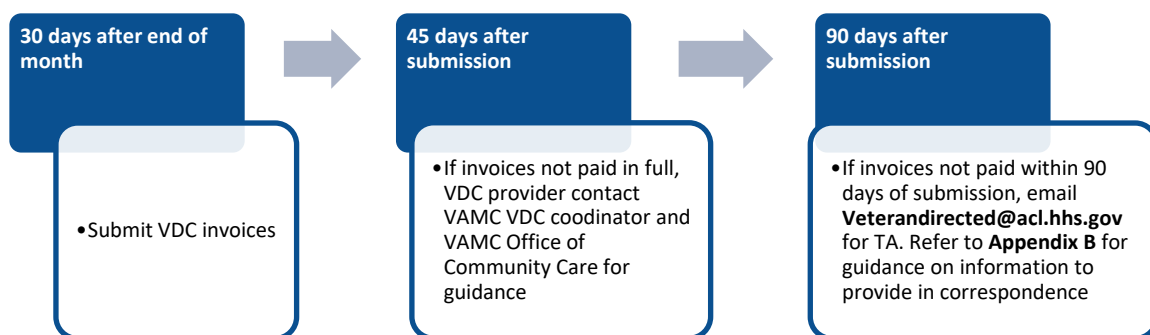 30 days after end of
month
•Submit VDC invoices
45 days after
submission
•If invoices not paid in full,
VDC provider contact
VAMC VDC coodinator and
VAMC Office of
Community Care for
guidance
90 days after
submission
•If invoices not paid within 90
days of submission, email
Veterandirected@acl.hhs.gov
for TA. Refer to Appendix B for
guidance on information to
provide in correspondence